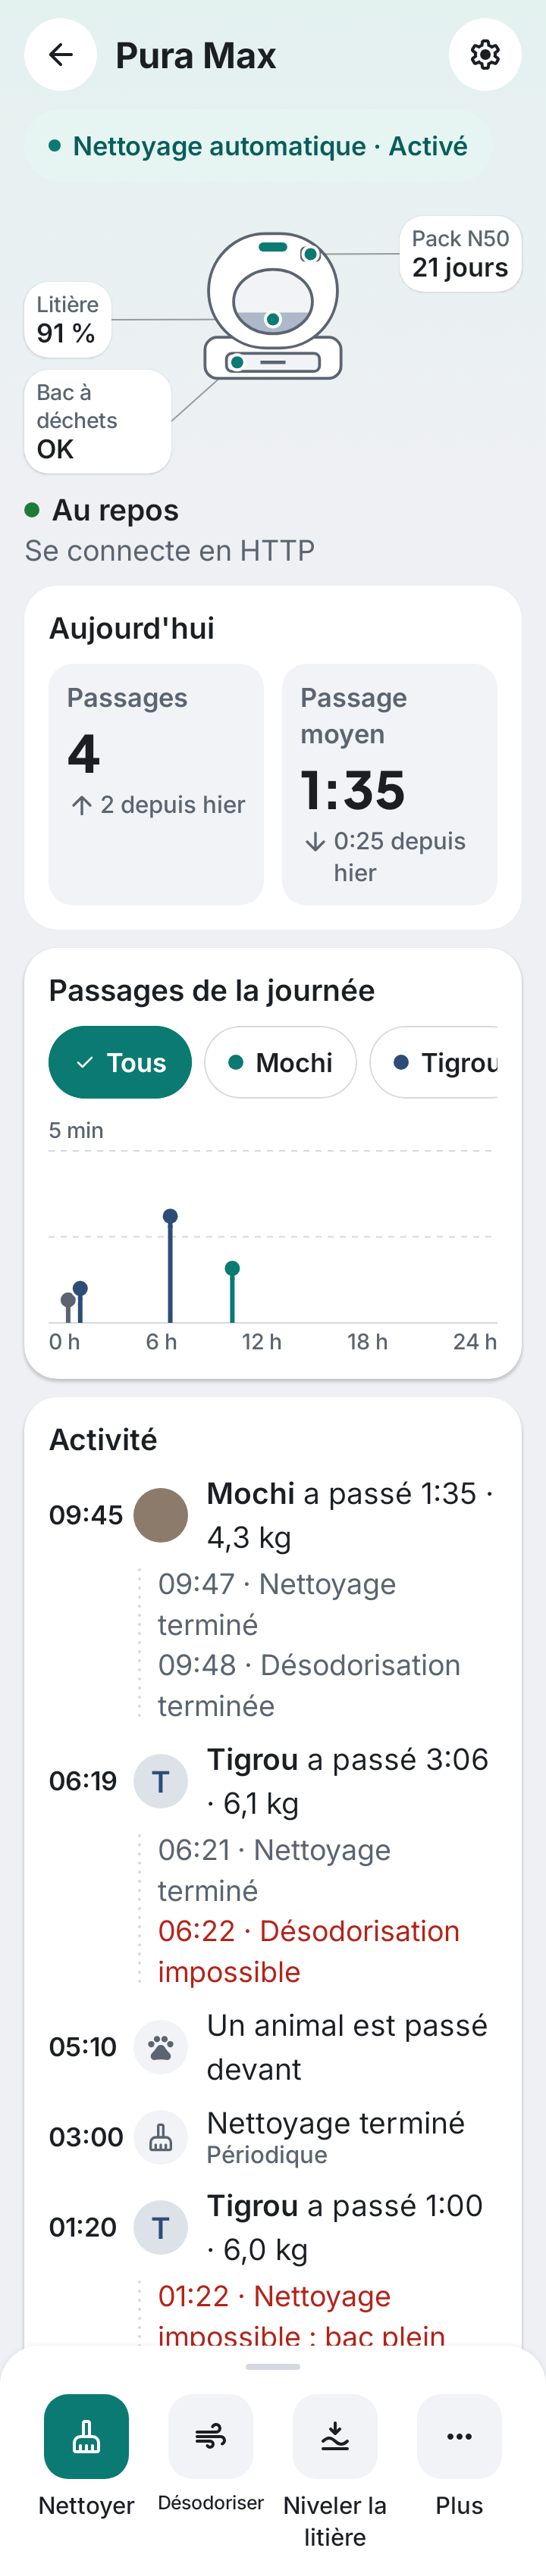 Pura Max
Nettoyage automatique · Activé
Pack N50
21 jours
Litière
91 %
Bac à
déchets
OK
Au repos
Se connecte en HTTP
Aujourd'hui
Passages
4
↑ 2 depuis hier
Passage
moyen
1:35
↓ 0:25 depuis
hier
Passages de la journée
Tous
Mochi
Tigrou
5 min
0 h
6 h
12 h
18 h
24 h
Activité
09:45
Mochi a passé 1:35 ·
4,3 kg
09:47 · Nettoyage
terminé
09:48 · Désodorisation
terminée
06:19
T
Tigrou a passé 3:06
· 6,1 kg
06:21 · Nettoyage
terminé
06:22 · Désodorisation
impossible
05:10
Un animal est passé
devant
03:00
Nettoyage terminé
Périodique
01:20
T
Tigrou a passé 1:00
· 6,0 kg
01:22 · Nettoyage
impossible : bac plein
Nettoyer
Désodoriser
Niveler la
litière
Plus